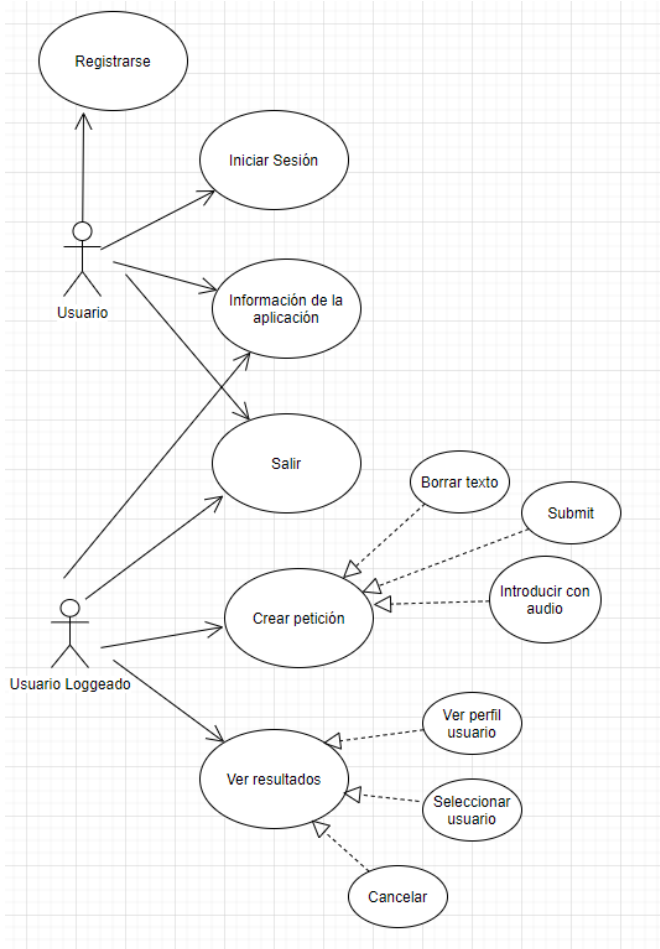 Registrarse
Iniciar Sesión
Usuario
Información de la
aplicación
Salir
Borrar texto
Submit
Introducir con
audio
Crear petición
Usuario Loggeado
Ver perfil
usuario
Ver resultados
Seleccionar
usuario
Cancelar